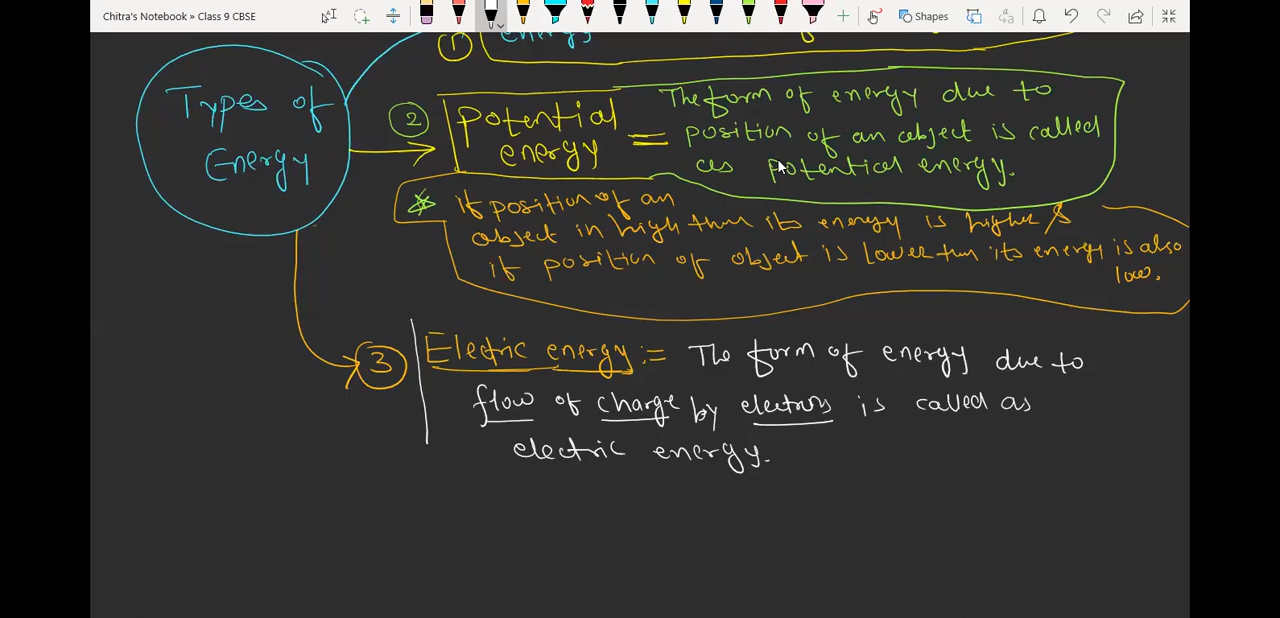 Chitra's Notebook » Class 9 CBSE
Shapes
Types of
Energy
1
energy
2
Potential
energy
=
The form of energy due to
position of an object is called
as potential energy.
if position of an
object in high then its energy is higher &
if position of object is lower then its energy is also
low.
3
Electric energy := The form of energy due to
flow of charge by electrons is called as
electric energy.